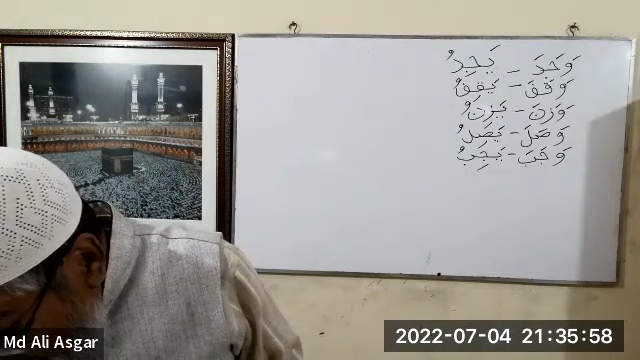 وَجَدَ – يَجِدُ
وَفَقَ – يَفِقُ
وَزَنَ – يَزِنُ
وَصَلَ – يَصَلُ
وَجَبَ – يَجِبُ
Md Ali Asgar
2022-07-04 21:35:58